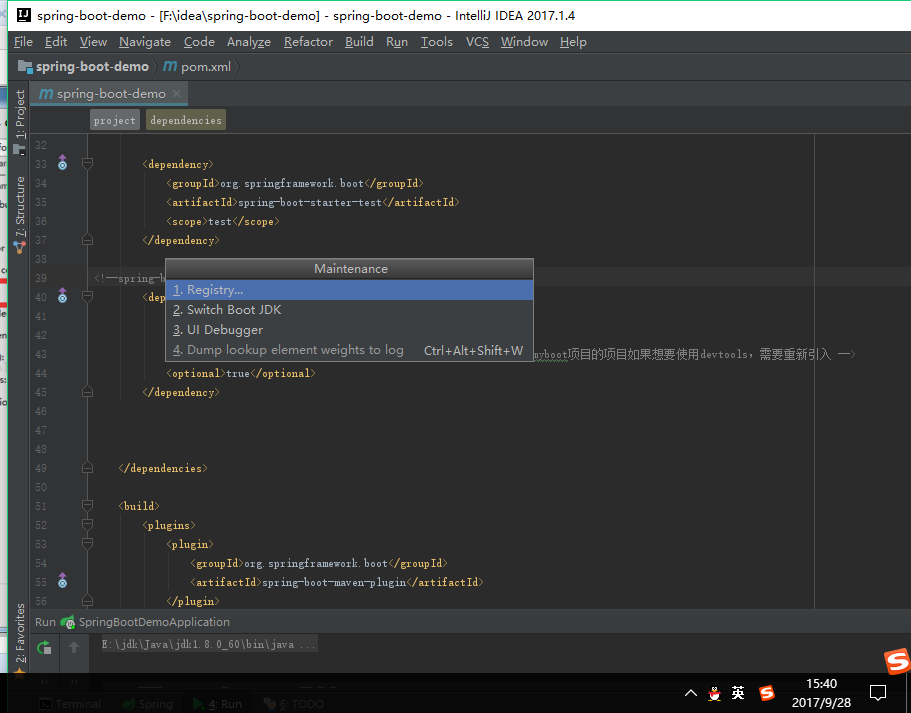 spring-boot-demo - [F:\idea\spring-boot-demo] - spring-boot-demo - IntelliJ IDEA 2017.1.4
File Edit View Navigate Code Analyze Refactor Build Run Tools VCS Window Help
spring-boot-demo pom.xml
spring-boot-demo
project dependencies
1: Project
7: Structure
2: Favorites
32
33 <dependency>
34 <groupId>org.springframework.boot</groupId>
35 <artifactId>spring-boot-starter-test</artifactId>
36 <scope>test</scope>
37 </dependency>
38
39 <!--spring-b
40 <dep
41
42
43 myboot项目的项目如果想要使用devtools,需要重新引入 -->
<optional>true</optional>
45 </dependency>
46
47
48
49 </dependencies>
50
51 <build>
52 <plugins>
53 <plugin>
54 <groupId>org.springframework.boot</groupId>
55 <artifactId>spring-boot-maven-plugin</artifactId>
56 </plugin>
Maintenance
1. Registry...
2. Switch Boot JDK
3. UI Debugger
4. Dump lookup element weights to log Ctrl+Alt+Shift+W
Run SpringBootDemoApplication
E:\jdk\Java\jdk1.8.0_60\bin\java ...
Terminal Spring 4: Run 6: TODO
英
15:40
2017/9/28